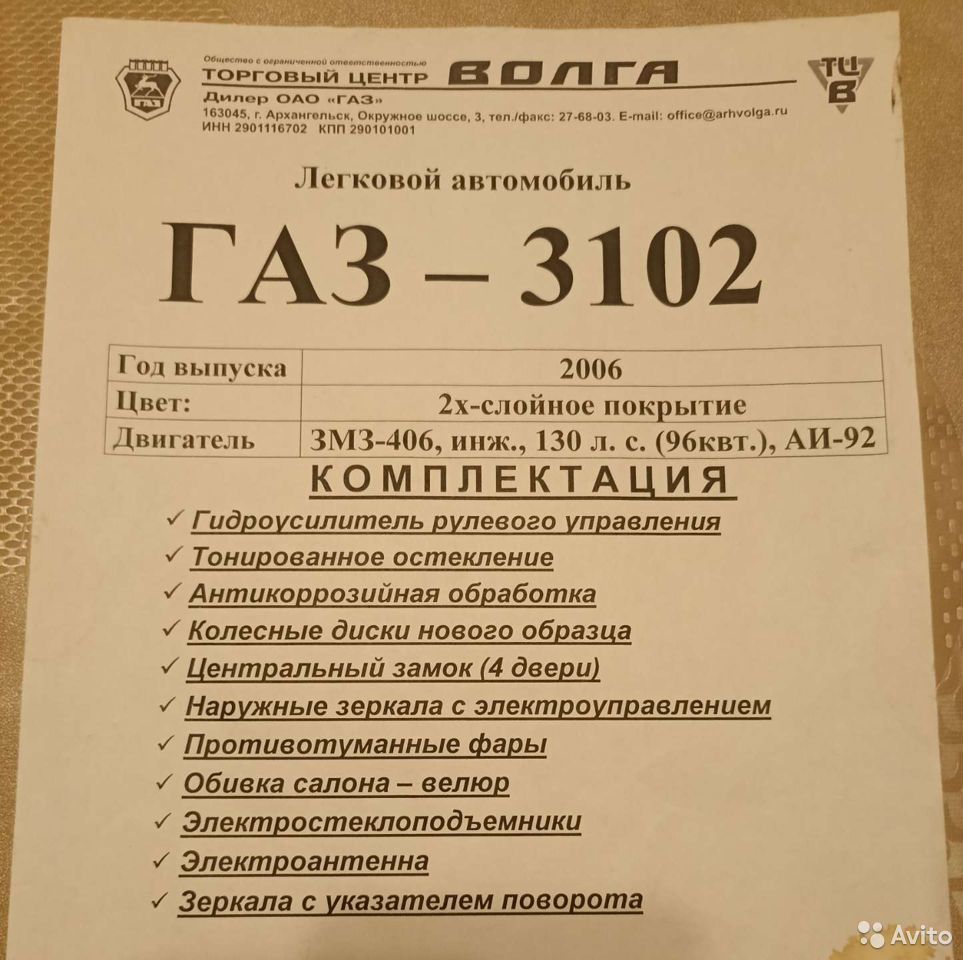 Общество с ограниченной ответственностью
ТОРГОВЫЙ ЦЕНТР ВОЛГА
Дилер ОАО «ГАЗ»
163045, г. Архангельск, Окружное шоссе, 3, тел./факс: 27-68-03. E-mail: office@arhvolga.ru
ИНН 2901116702 КПП 290101001
ГАЗ
ТЦ
В
Легковой автомобиль
ГАЗ – 3102
Год выпуска 2006
Цвет: 2х-слойное покрытие
Двигатель ЗМЗ-406, инж., 130 л. с. (96квт.), АИ-92
КОМПЛЕКТАЦИЯ
✓ Гидроусилитель рулевого управления
✓ Тонированное остекление
✓ Антикоррозийная обработка
✓ Колесные диски нового образца
✓ Центральный замок (4 двери)
✓ Наружные зеркала с электроуправлением
✓ Противотуманные фары
✓ Обивка салона – велюр
✓ Электростеклоподъемники
✓ Электроантенна
✓ Зеркала с указателем поворота
Avito